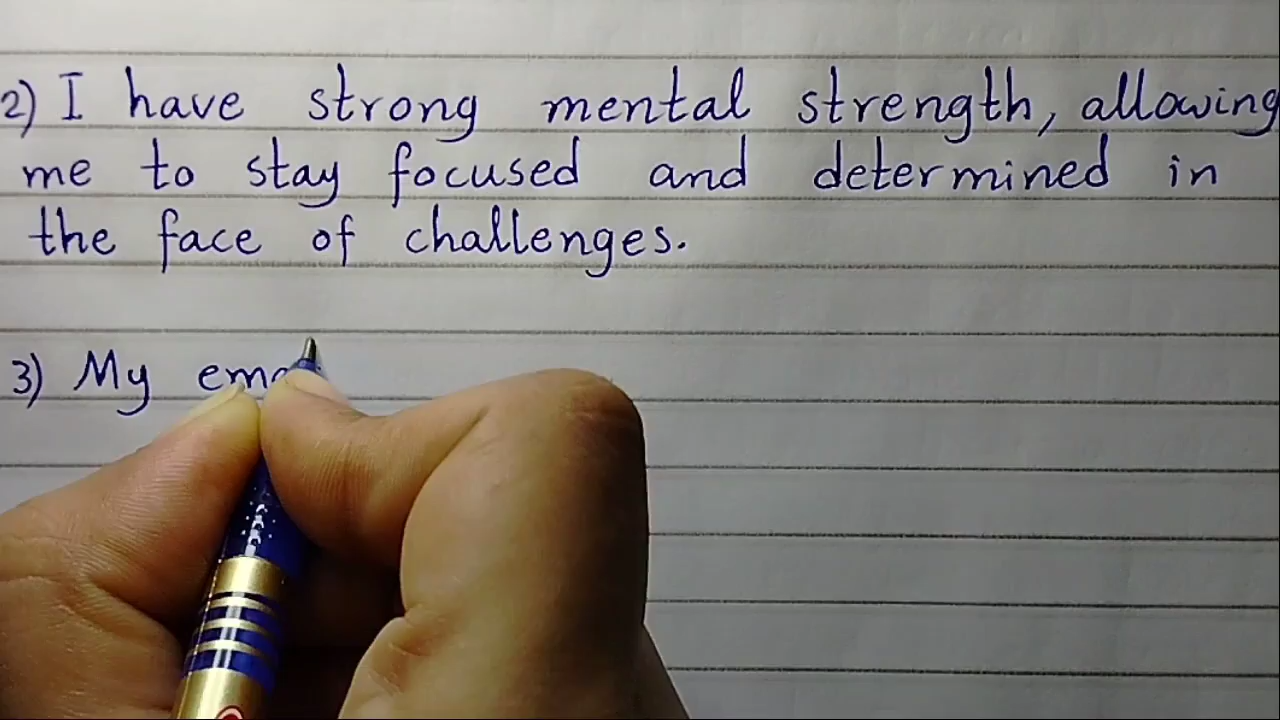 2) I have strong mental strength, allowing
me to stay focused and determined in
the face of challenges.
3) My